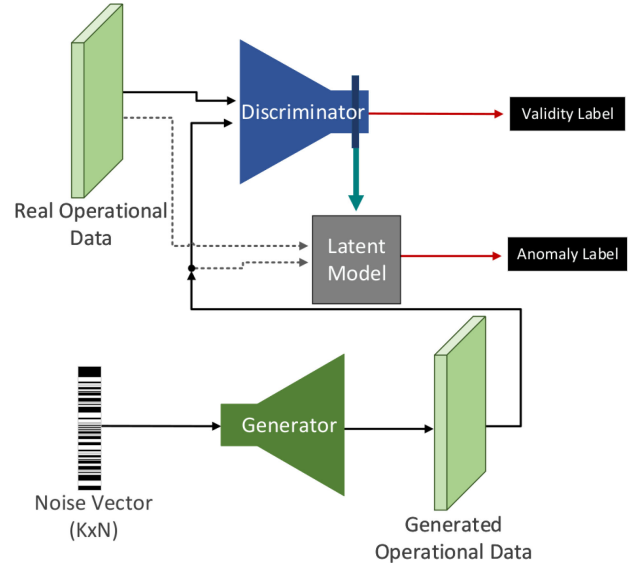 Discriminator
Validity Label
Real Operational
Data
Latent
Model
Anomaly Label
Generator
Noise Vector
(KxN)
Generated
Operational Data